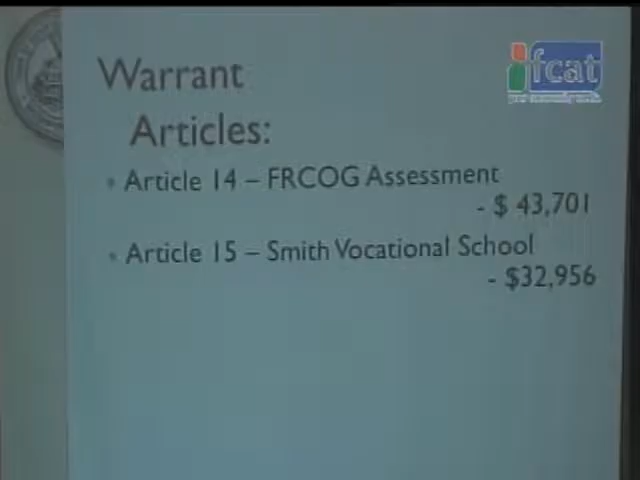 Warrant
Articles:
• Article 14 – FRCOG Assessment
- $ 43,701
• Article 15 – Smith Vocational School
- $32,956
fcat